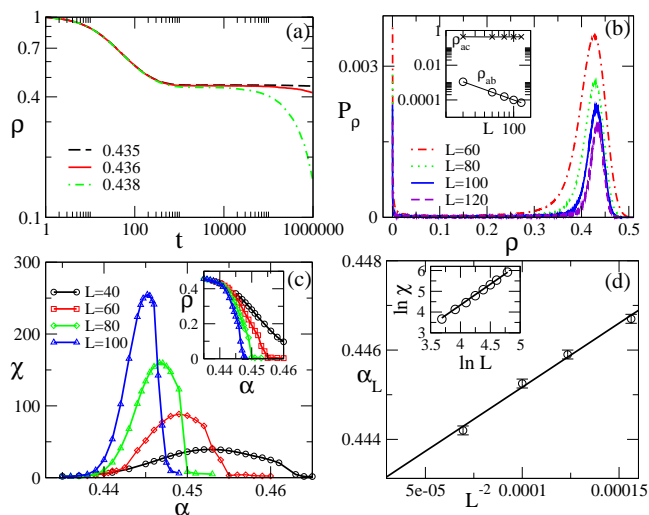 1
(a)
ρ
0.4
0.435
0.436
0.438
0.1
1
100
10000
1000000
t
(b)
0.003
P_ρ
0
1
0.01
0.0001
ρ_ac
ρ_ab
L
100
L=60
L=80
L=100
L=120
0
0.1
0.2
0.3
0.4
0.5
ρ
(c)
300
200
100
0
χ
L=40
L=60
L=80
L=100
ρ
0.4
0.2
0
0.44
0.45
0.46
α
0.44
0.45
0.46
α
(d)
0.448
0.446
0.444
α_L
6
5
4
3
ln χ
3.5
4
4.5
5
ln L
5e-05
0.0001
0.00015
L^-2